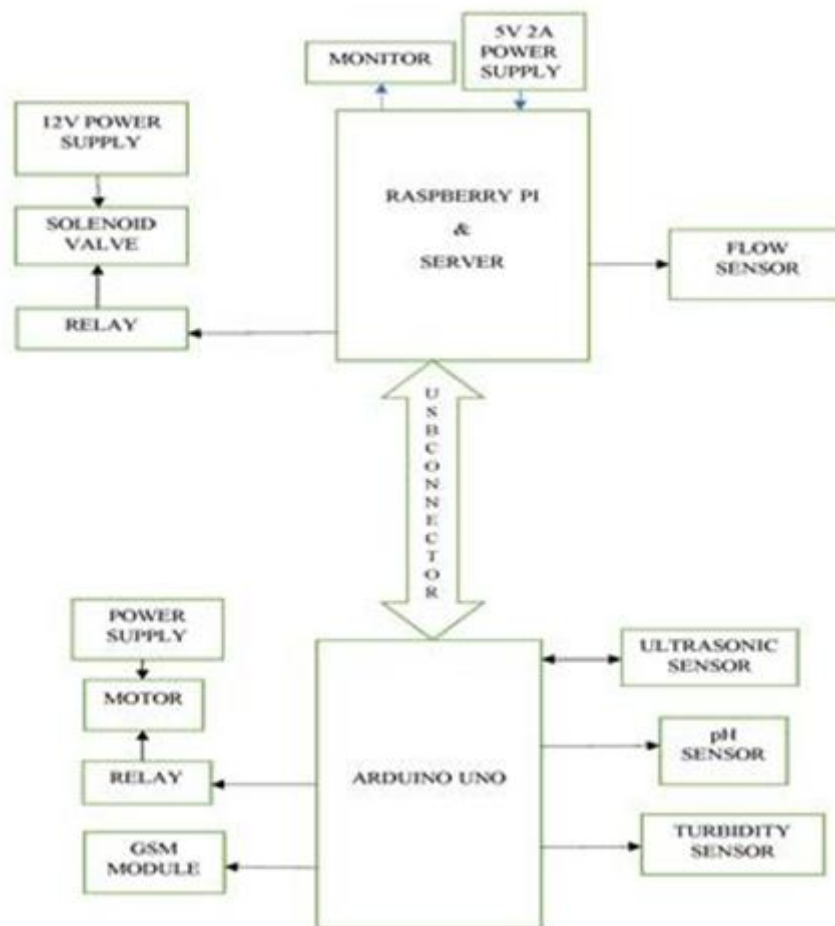 5V 2A
POWER
SUPPLY
MONITOR
12V POWER
SUPPLY
RASPBERRY PI
&
SERVER
SOLENOID
VALVE
FLOW
SENSOR
RELAY
USBCONNECTOR
POWER
SUPPLY
ULTRASONIC
SENSOR
MOTOR
pH
SENSOR
RELAY
ARDUINO UNO
GSM
MODULE
TURBIDITY
SENSOR